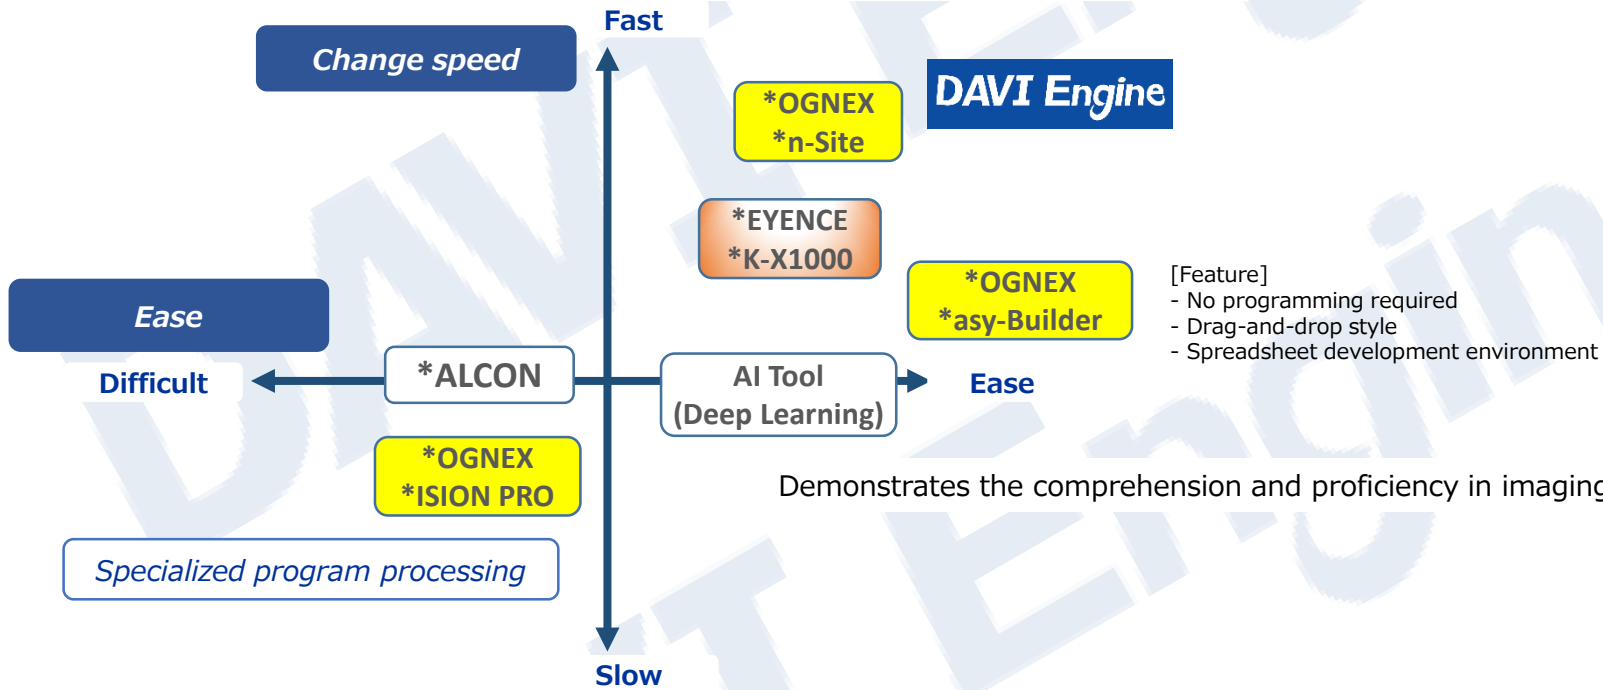 Fast
Change speed
*OGNEX
*n-Site
DAVI Engine
*EYENCE
*K-X1000
*OGNEX
*asy-Builder
[Feature]
- No programming required
- Drag-and-drop style
- Spreadsheet development environment
Ease
Difficult
*ALCON
AI Tool
(Deep Learning)
Ease
*OGNEX
*ISION PRO
Demonstrates the comprehension and proficiency in imaging
Specialized program processing
Slow